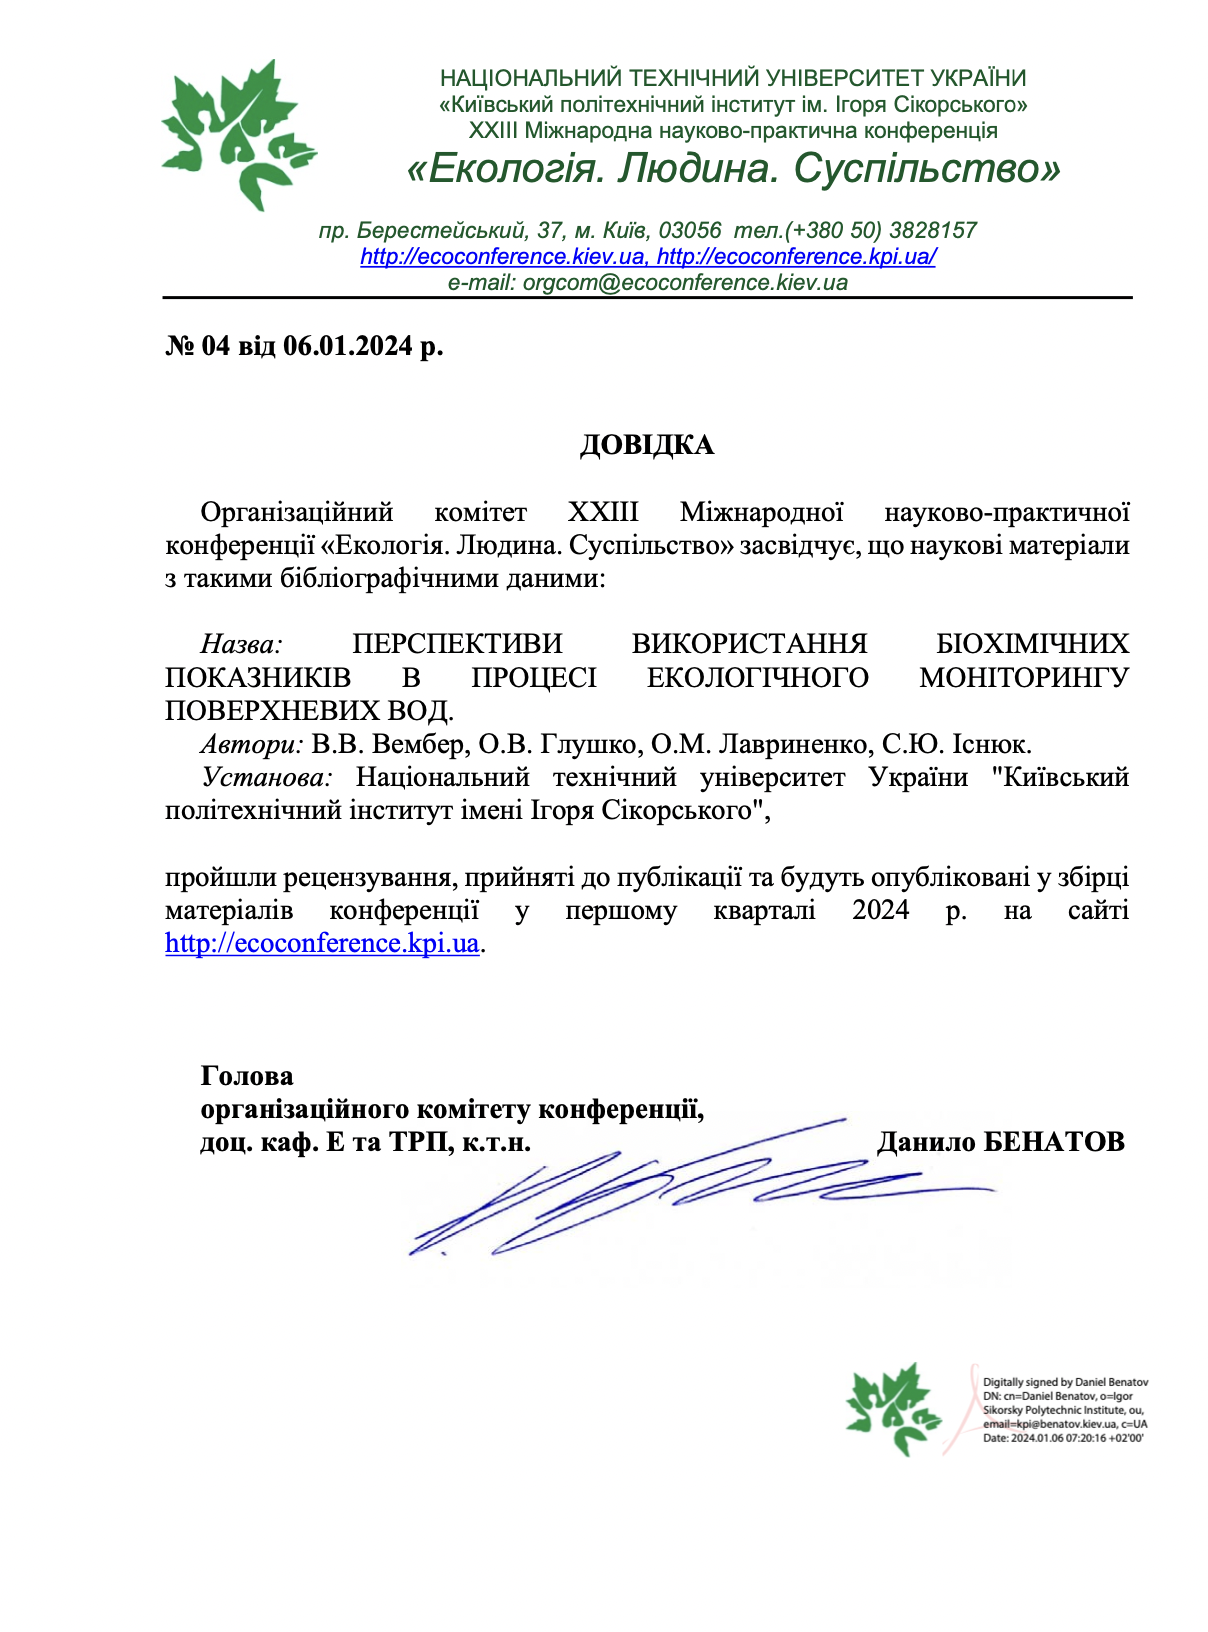 НАЦІОНАЛЬНИЙ ТЕХНІЧНИЙ УНІВЕРСИТЕТ УКРАЇНИ
«Київський політехнічний інститут ім. Ігоря Сікорського»
XXIII Міжнародна науково-практична конференція
«Екологія. Людина. Суспільство»
пр. Берестейський, 37, м. Київ, 03056 тел.(+380 50) 3828157
http://ecoconference.kiev.ua, http://ecoconference.kpi.ua/
e-mail: orgcom@ecoconference.kiev.ua
№ 04 від 06.01.2024 р.
ДОВІДКА
Організаційний комітет XXIII Міжнародної науково-практичної
конференції «Екологія. Людина. Суспільство» засвідчує, що наукові матеріали
з такими бібліографічними даними:
Назва: ПЕРСПЕКТИВИ ВИКОРИСТАННЯ БІОХІМІЧНИХ
ПОКАЗНИКІВ В ПРОЦЕСІ ЕКОЛОГІЧНОГО МОНІТОРИНГУ
ПОВЕРХНЕВИХ ВОД.
Автори: В.В. Вембер, О.В. Глушко, О.М. Лавриненко, С.Ю. Існюк.
Установа: Національний технічний університет України "Київський
політехнічний інститут імені Ігоря Сікорського",
пройшли рецензування, прийняті до публікації та будуть опубліковані у збірці
матеріалів конференції у першому кварталі 2024 р. на сайті
http://ecoconference.kpi.ua.
Голова
організаційного комітету конференції,
доц. каф. Е та ТРП, к.т.н. Данило БЕНАТОВ
Digitally signed by Daniel Benatov
DN: cn=Daniel Benatov, o=Igor
Sikorsky Polytechnic Institute, ou,
email=kpi@benatov.kiev.ua, c=UA
Date: 2024.01.06 07:20:16 +02'00'